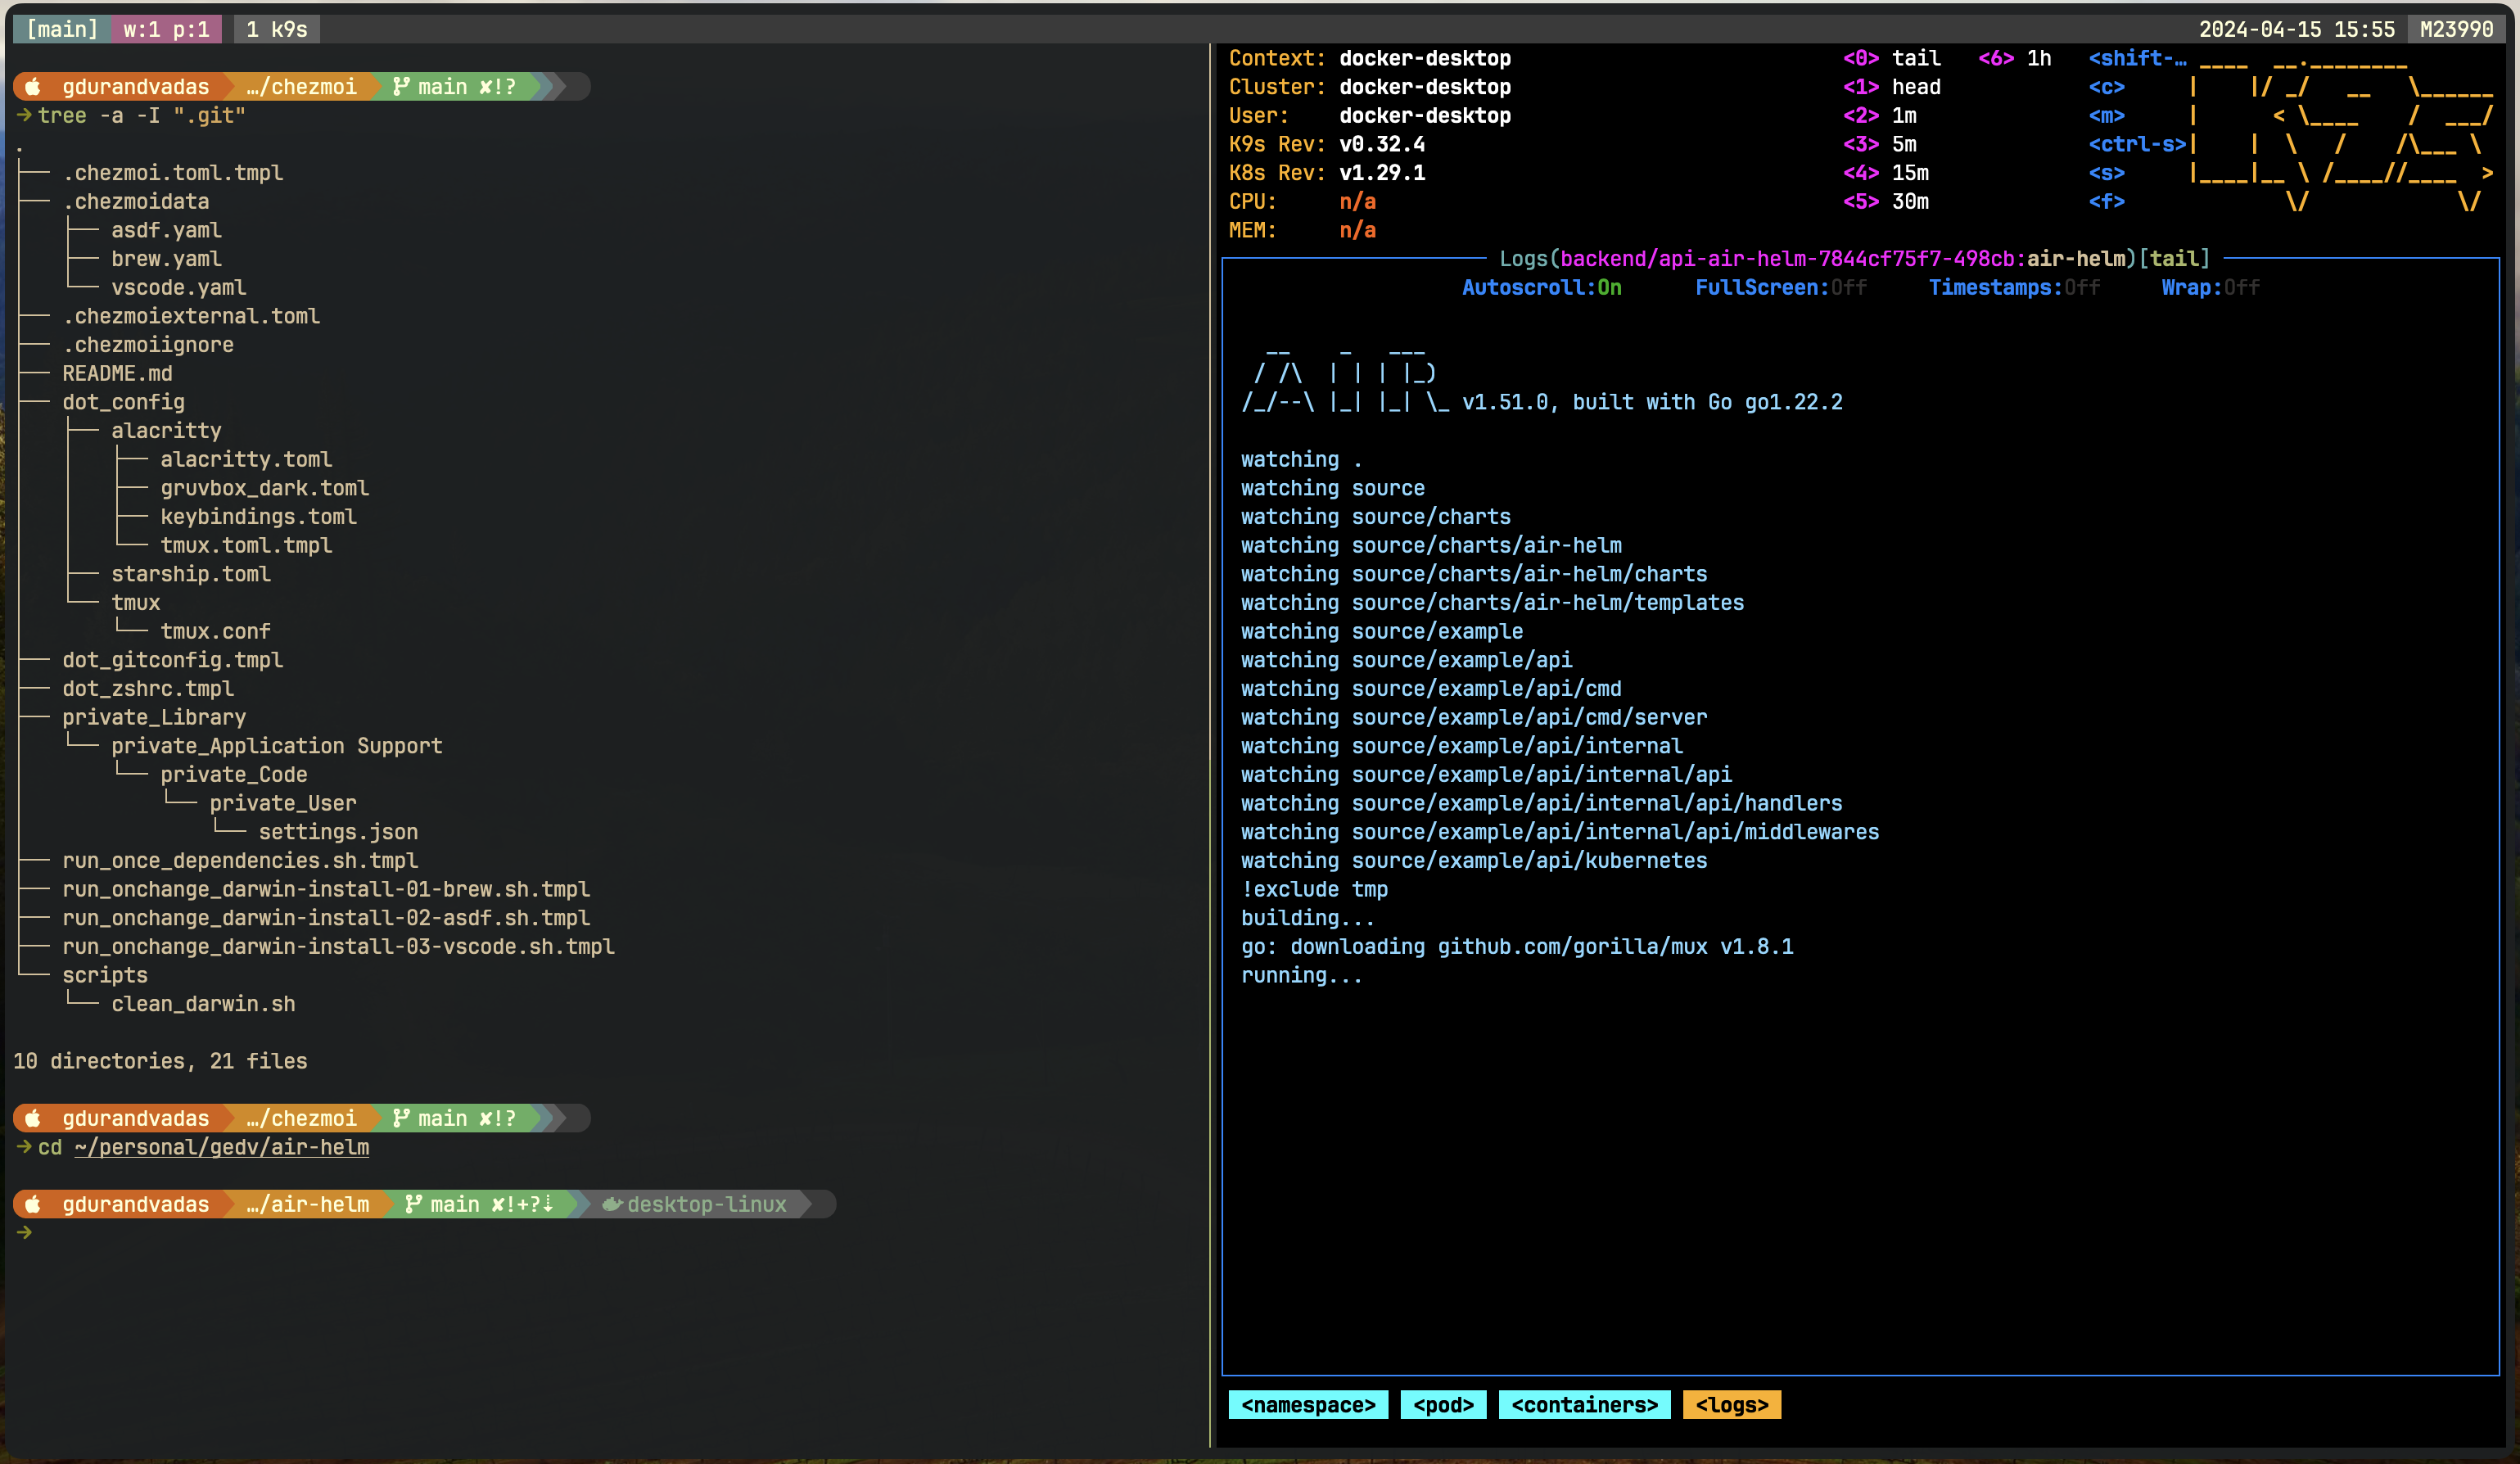 [main] w:1 p:1 1 k9s 2024-04-15 15:55 M23990
gdurandvadas …/chezmoi main ✘!?
→ tree -a -I ".git"
.
├── .chezmoi.toml.tmpl
├── .chezmoidata
│   ├── asdf.yaml
│   ├── brew.yaml
│   └── vscode.yaml
├── .chezmoiexternal.toml
├── .chezmoiignore
├── README.md
├── dot_config
│   ├── alacritty
│   │   ├── alacritty.toml
│   │   ├── gruvbox_dark.toml
│   │   ├── keybindings.toml
│   │   └── tmux.toml.tmpl
│   ├── starship.toml
│   └── tmux
│       └── tmux.conf
├── dot_gitconfig.tmpl
├── dot_zshrc.tmpl
├── private_Library
│   └── private_Application Support
│       └── private_Code
│           └── private_User
│               └── settings.json
├── run_once_dependencies.sh.tmpl
├── run_onchange_darwin-install-01-brew.sh.tmpl
├── run_onchange_darwin-install-02-asdf.sh.tmpl
├── run_onchange_darwin-install-03-vscode.sh.tmpl
└── scripts
    └── clean_darwin.sh
10 directories, 21 files
gdurandvadas …/chezmoi main ✘!?
→ cd ~/personal/gedv/air-helm
gdurandvadas …/air-helm main ✘!+?⇣ desktop-linux
→
Context: docker-desktop <0> tail <6> 1h <shift-…
Cluster: docker-desktop <1> head <c>
User: docker-desktop <2> 1m <m>
K9s Rev: v0.32.4 <3> 5m <ctrl-s>
K8s Rev: v1.29.1 <4> 15m <s>
CPU: n/a <5> 30m <f>
MEM: n/a
Logs(backend/api-air-helm-7844cf75f7-498cb:air-helm)[tail]
Autoscroll:On FullScreen:Off Timestamps:Off Wrap:Off
v1.51.0, built with Go go1.22.2
watching .
watching source
watching source/charts
watching source/charts/air-helm
watching source/charts/air-helm/charts
watching source/charts/air-helm/templates
watching source/example
watching source/example/api
watching source/example/api/cmd
watching source/example/api/cmd/server
watching source/example/api/internal
watching source/example/api/internal/api
watching source/example/api/internal/api/handlers
watching source/example/api/internal/api/middlewares
watching source/example/api/kubernetes
!exclude tmp
building...
go: downloading github.com/gorilla/mux v1.8.1
running...
<namespace> <pod> <containers> <logs>